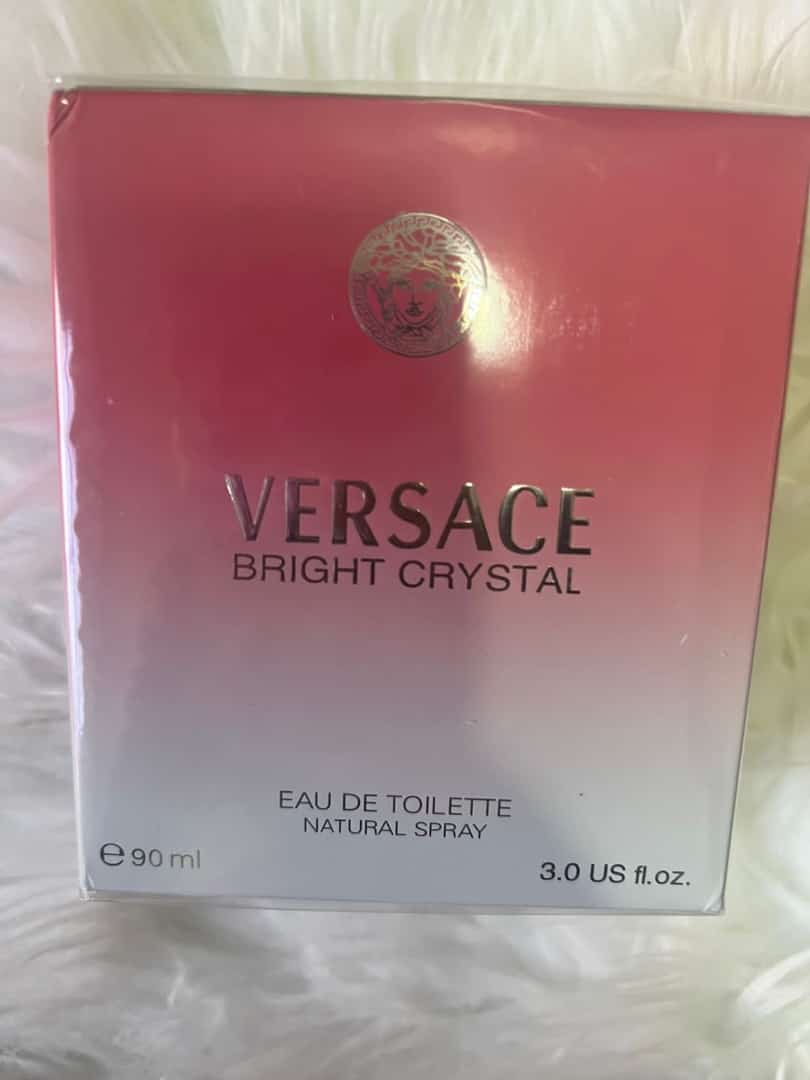 VERSACE
BRIGHT CRYSTAL
EAU DE TOILETTE
NATURAL SPRAY
℮ 90 ml
3.0 US fl.oz.